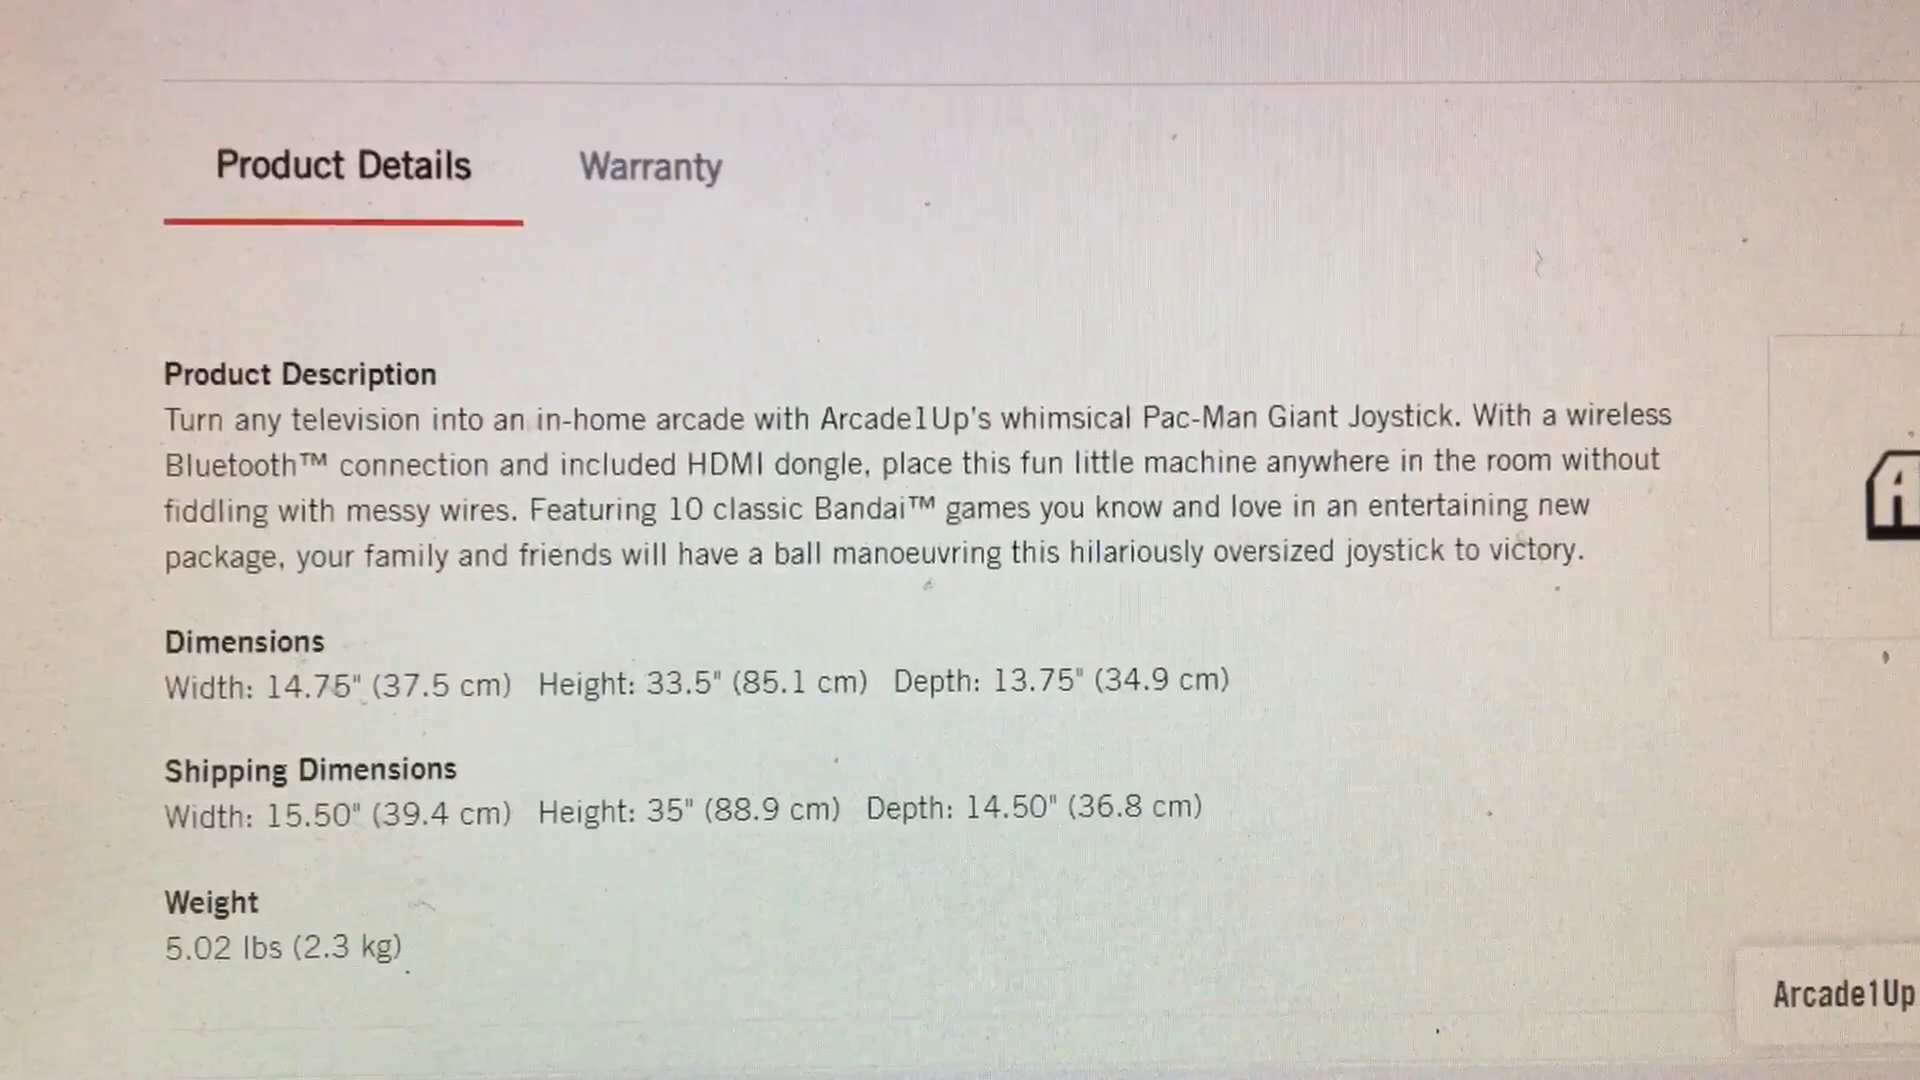 Product Details Warranty
Product Description
Turn any television into an in-home arcade with Arcade1Up's whimsical Pac-Man Giant Joystick. With a wireless
Bluetooth™ connection and included HDMI dongle, place this fun little machine anywhere in the room without
fiddling with messy wires. Featuring 10 classic Bandai™ games you know and love in an entertaining new
package, your family and friends will have a ball manoeuvring this hilariously oversized joystick to victory.
Dimensions
Width: 14.75" (37.5 cm) Height: 33.5" (85.1 cm) Depth: 13.75" (34.9 cm)
Shipping Dimensions
Width: 15.50" (39.4 cm) Height: 35" (88.9 cm) Depth: 14.50" (36.8 cm)
Weight
5.02 lbs (2.3 kg)
Arcade1Up